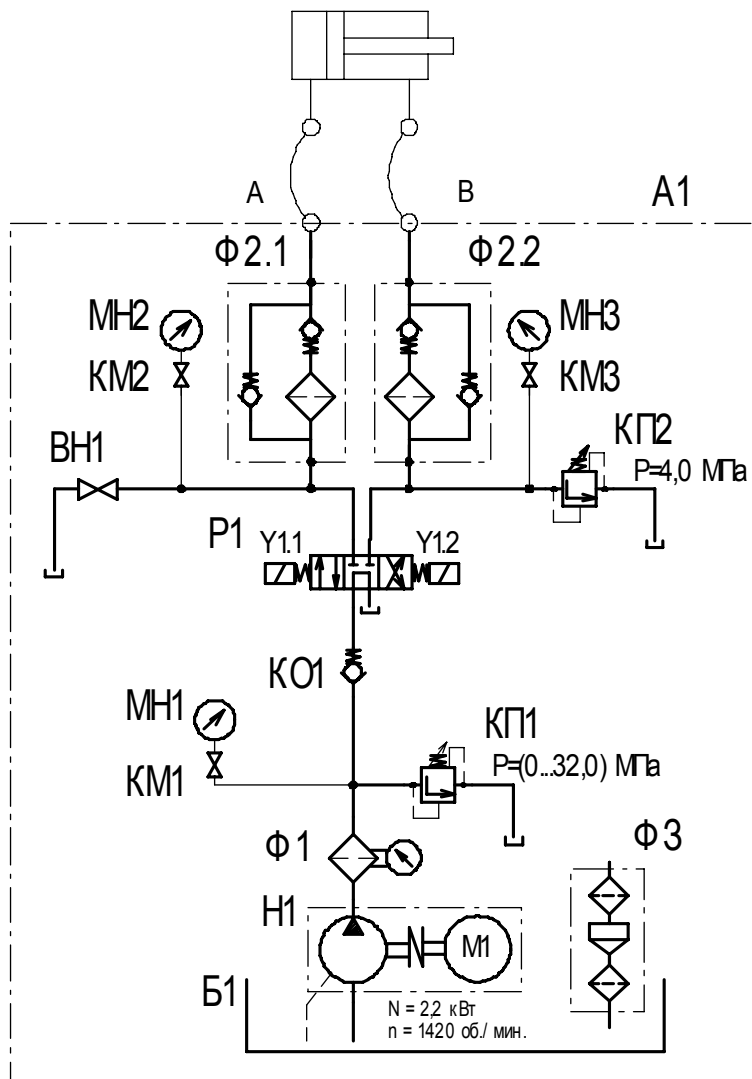 А
В
А1
Ф2.1
Ф2.2
МН2
МН3
КМ2
КМ3
КП2
ВН1
Р=4,0 МПа
Р1
Y1.1
Y1.2
КО1
МН1
КП1
КМ1
Р=(0...32,0) МПа
Ф1
Ф3
Н1
М1
Б1
N = 2,2 кВт
n = 1420 об./ мин.